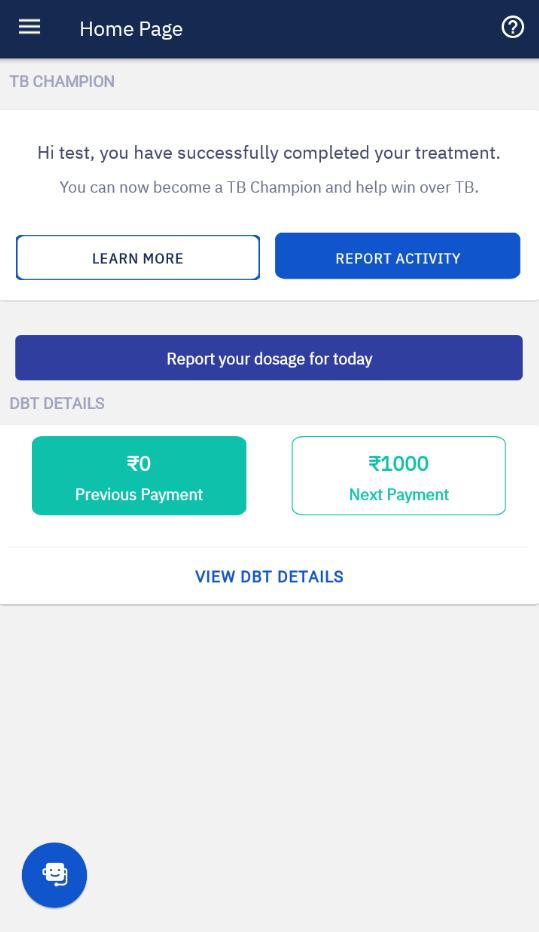 Home Page
TB CHAMPION
Hi test, you have successfully completed your treatment.
You can now become a TB Champion and help win over TB.
LEARN MORE
REPORT ACTIVITY
Report your dosage for today
DBT DETAILS
₹0
Previous Payment
₹1000
Next Payment
VIEW DBT DETAILS